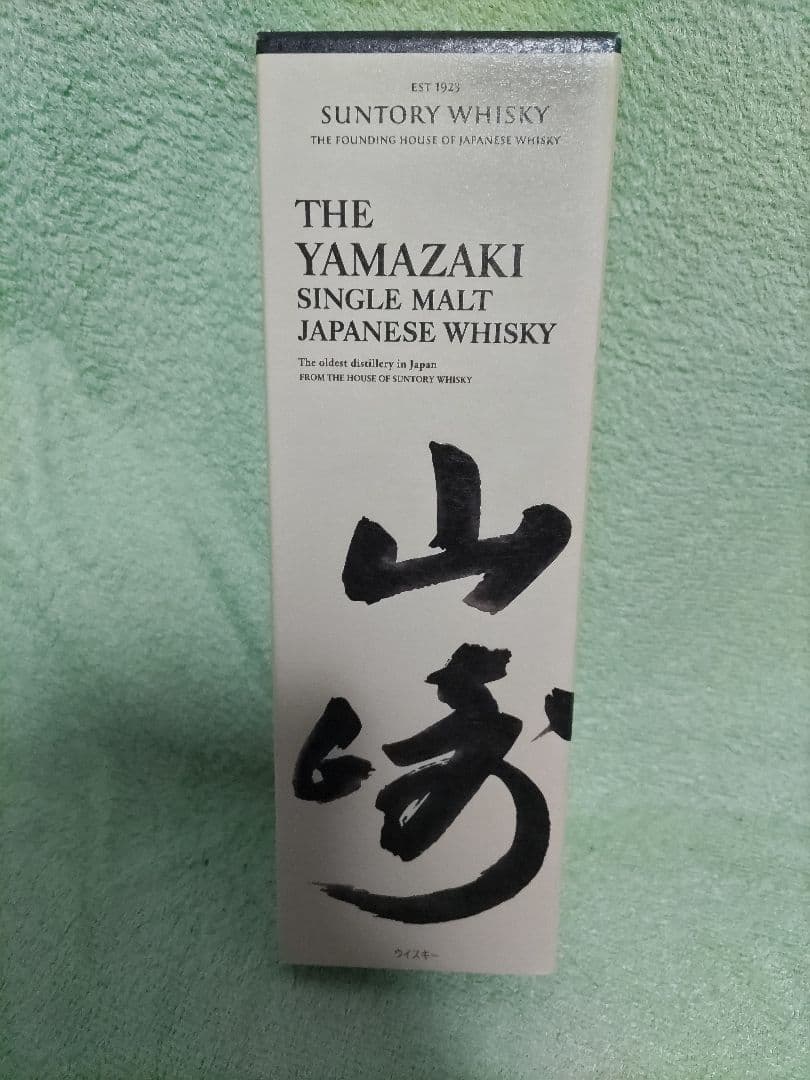 EST 1923
SUNTORY WHISKY
THE FOUNDING HOUSE OF JAPANESE WHISKY
THE
YAMAZAKI
SINGLE MALT
JAPANESE WHISKY
The oldest distillery in Japan
FROM THE HOUSE OF SUNTORY WHISKY
山
崎
ウイスキー